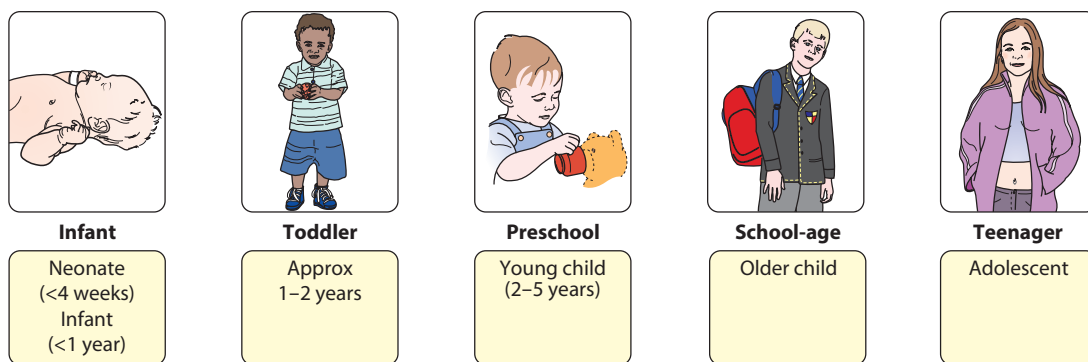 Infant
Toddler
Preschool
School-age
Teenager
Neonate
(<4 weeks)
Infant
(<1 year)
Approx
1–2 years
Young child
(2–5 years)
Older child
Adolescent